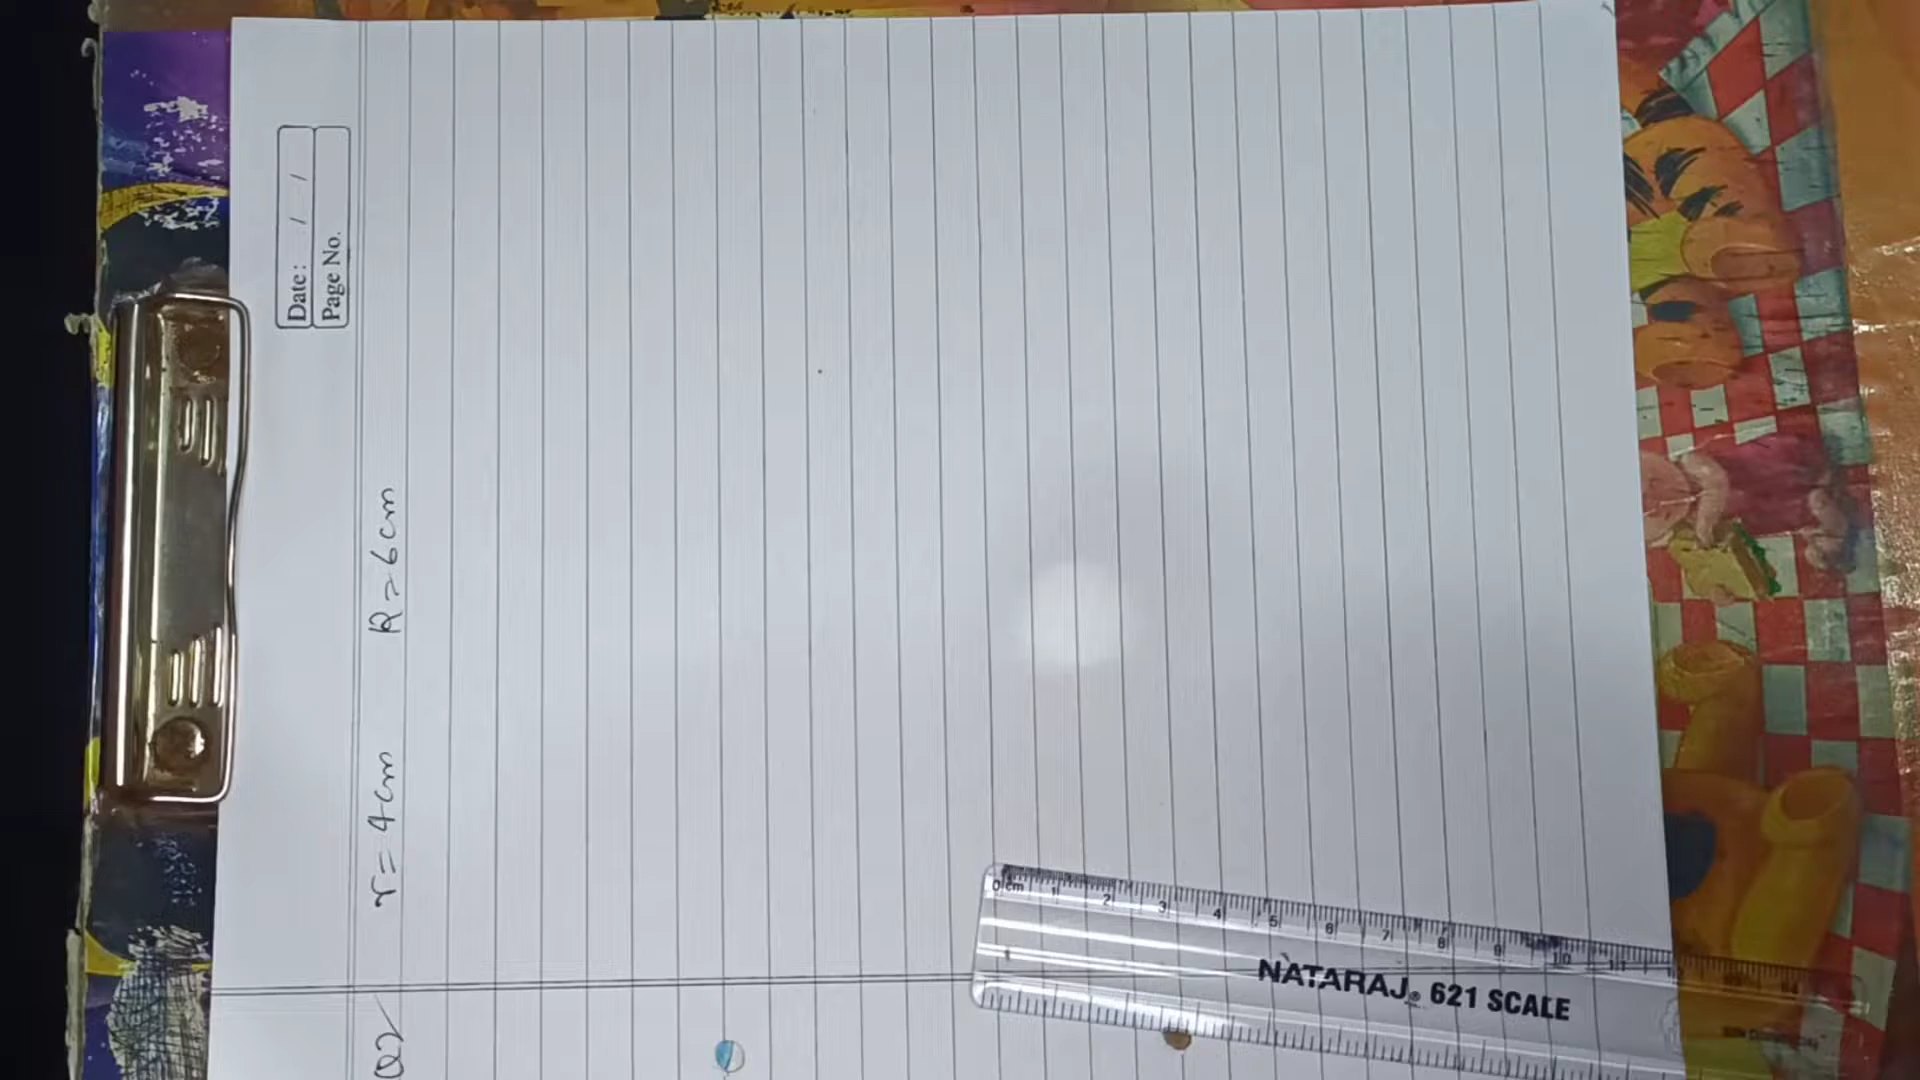 Date: / /
Page No.
Q2 r = 4cm R = 6cm
0 cm 1 2 3 4 5 6 7 8 9 10 11
NATARAJ® 621 SCALE